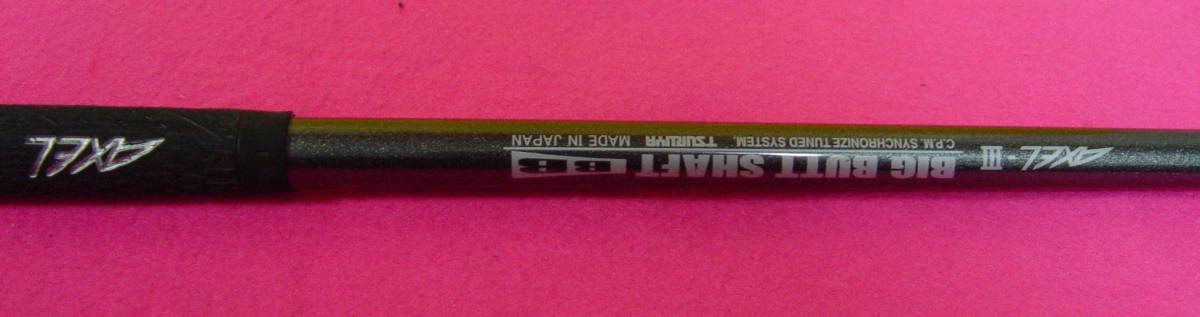 AXEL
AXEL III BIG BUTT SHAFT BB
C.P.M. SYNCHRONIZE TUNED SYSTEM. TSURUYA MADE IN JAPAN